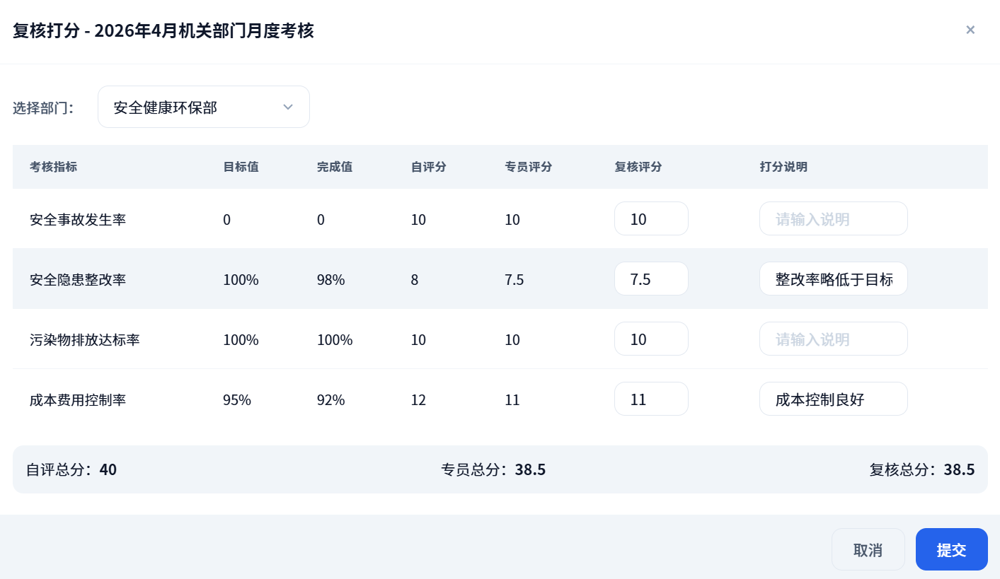 复核打分 - 2026年4月机关部门月度考核 ×
选择部门： 安全健康环保部
考核指标 目标值 完成值 自评分 专员评分 复核评分 打分说明
安全事故发生率 0 0 10 10 10 请输入说明
安全隐患整改率 100% 98% 8 7.5 7.5 整改率略低于目标
污染物排放达标率 100% 100% 10 10 10 请输入说明
成本费用控制率 95% 92% 12 11 11 成本控制良好
自评总分：40 专员总分：38.5 复核总分：38.5
取消 提交